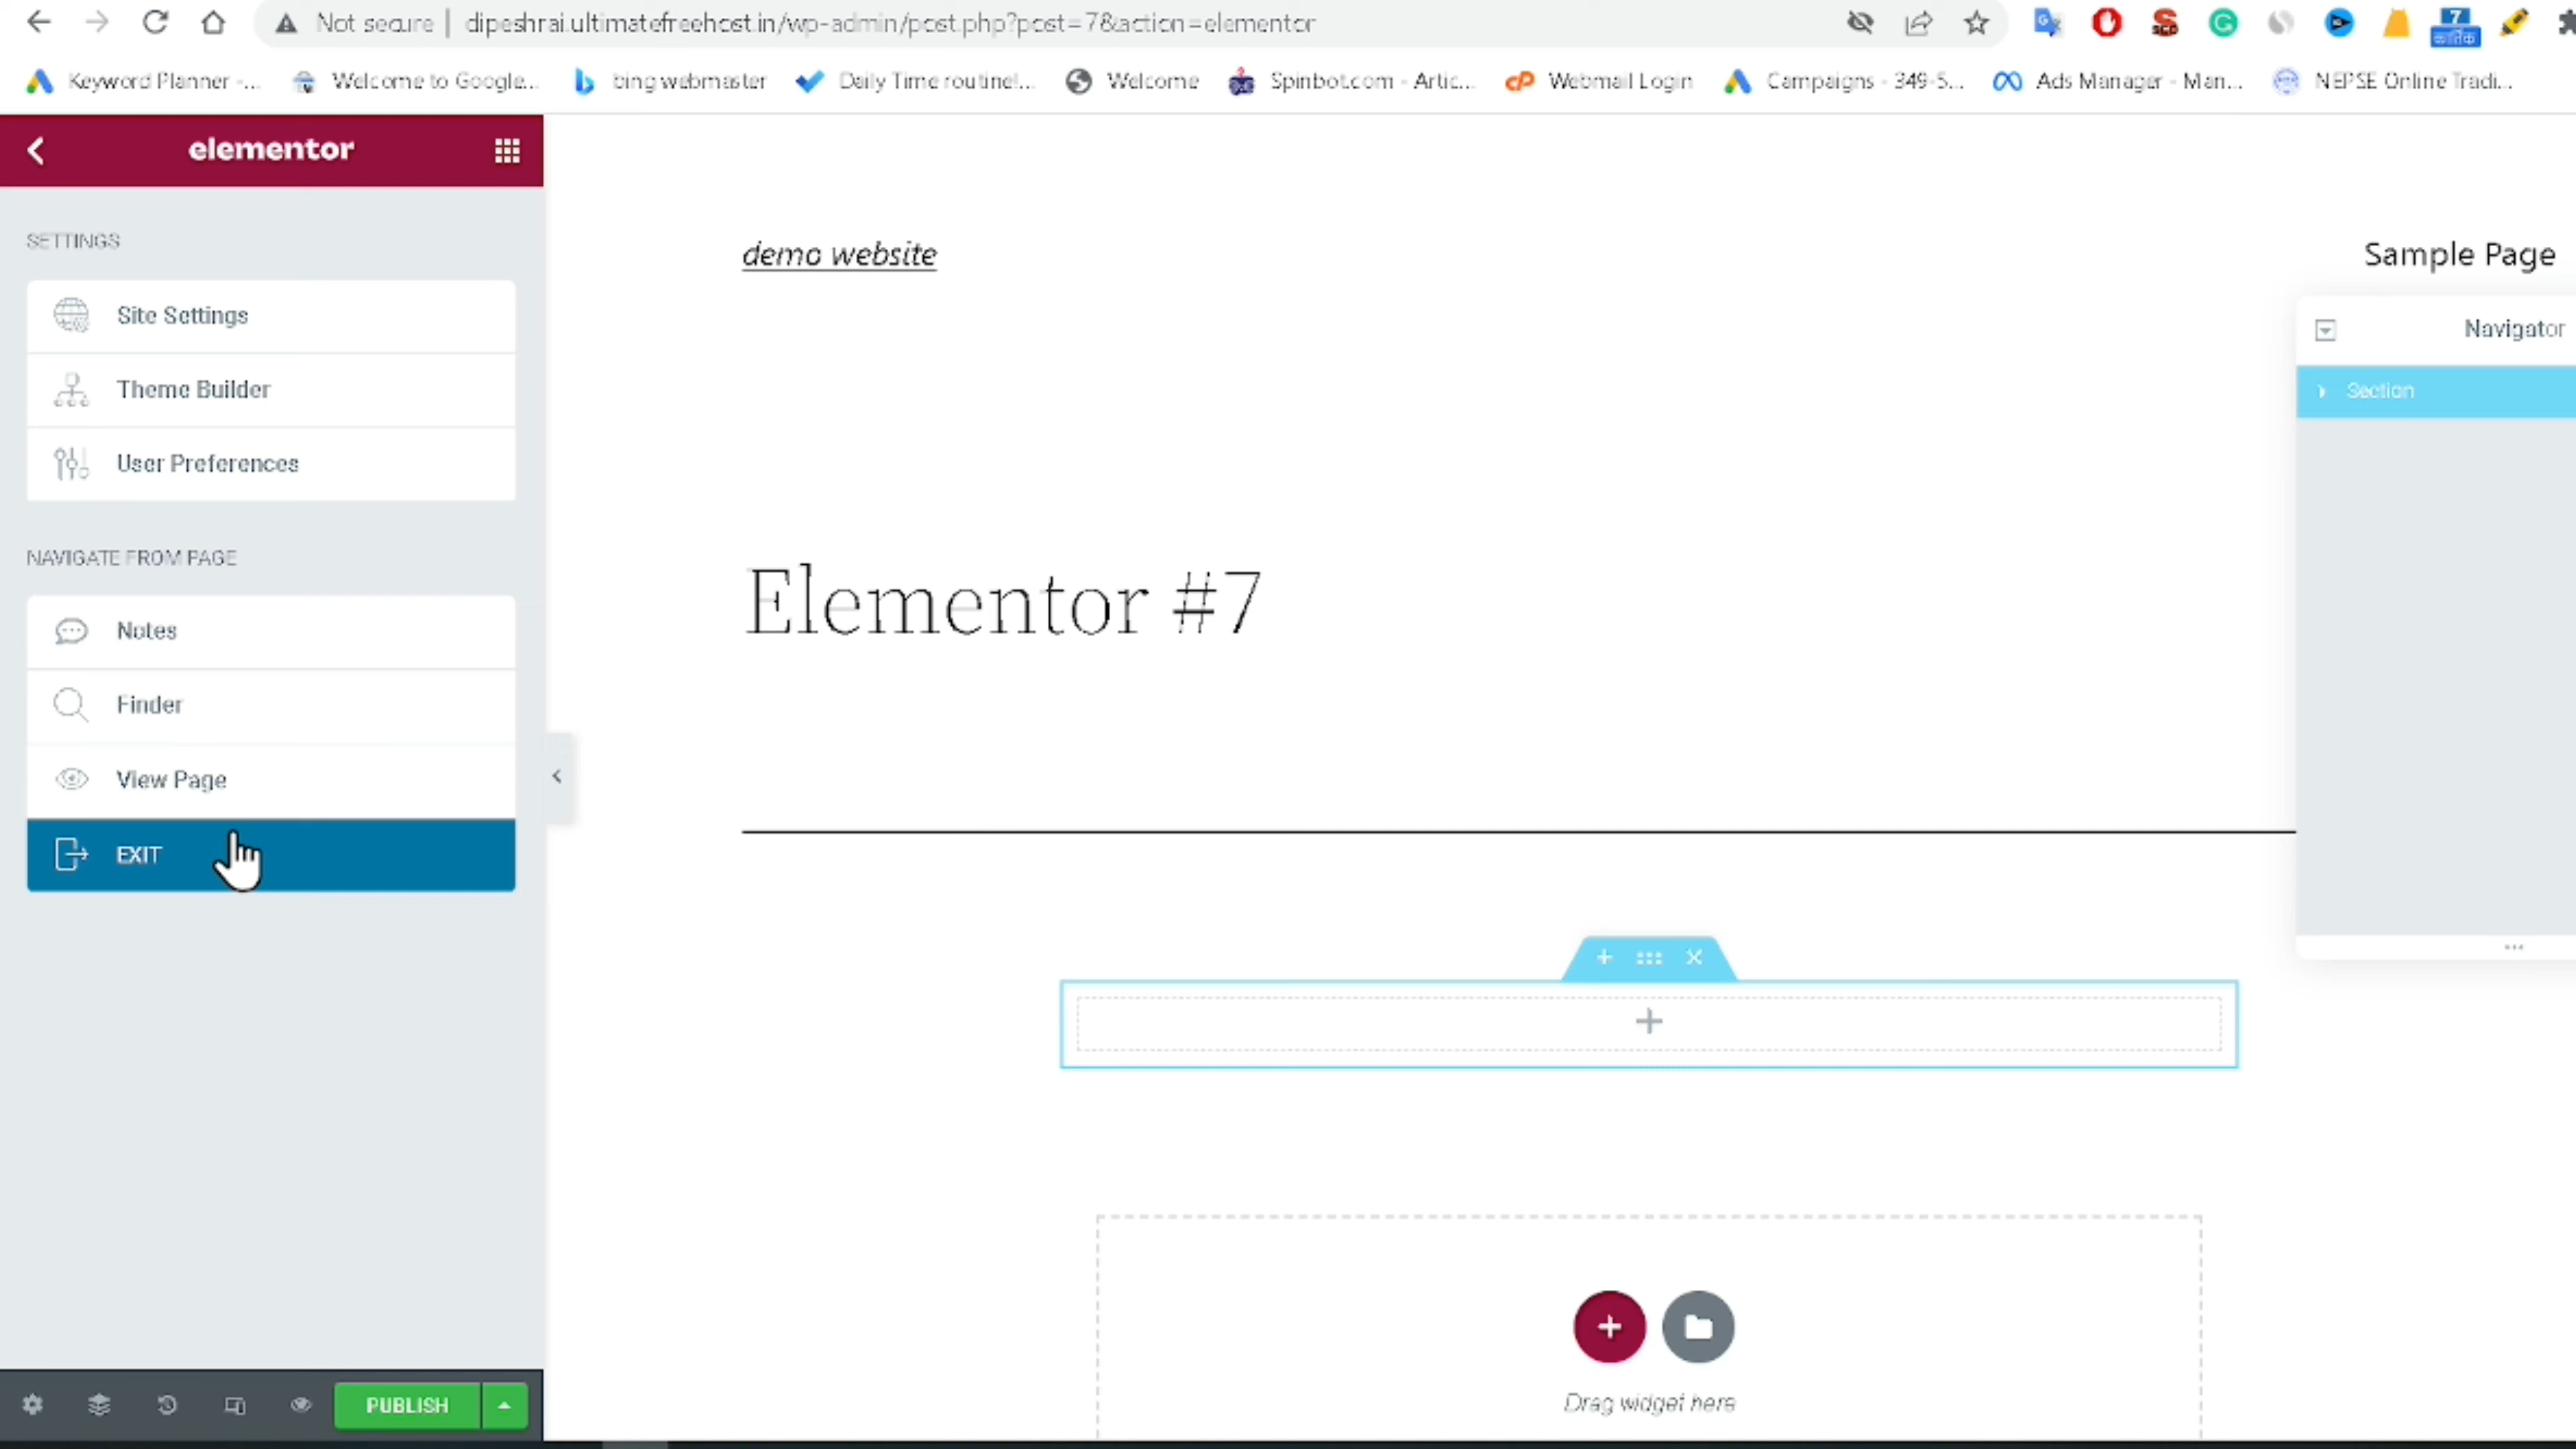 Not secure | dipeshrai.ultimatefreehost.in/wp-admin/post.php?post=7&action=elementor
7
Keyword Planner -... Welcome to Google... bing webmaster Daily Time routine!... Welcome Spinbot.com - Artic... Webmail Login Campaigns - 349-5... Ads Manager - Man... NEPSE Online Tradi...
elementor
SETTINGS
Site Settings
Theme Builder
User Preferences
NAVIGATE FROM PAGE
Notes
Finder
View Page
EXIT
PUBLISH
demo website
Sample Page
Navigator
Section
Elementor #7
Drag widget here